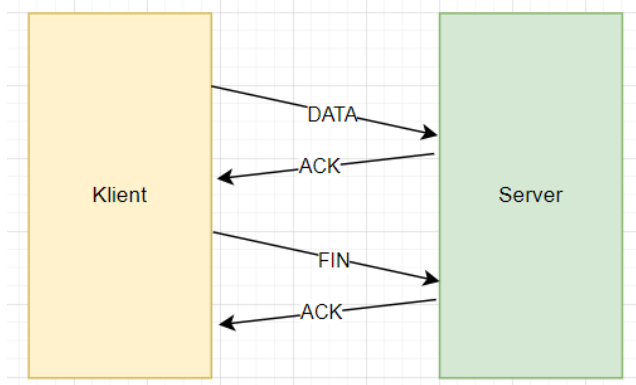 DATA
ACK
Klient
Server
FIN
ACK